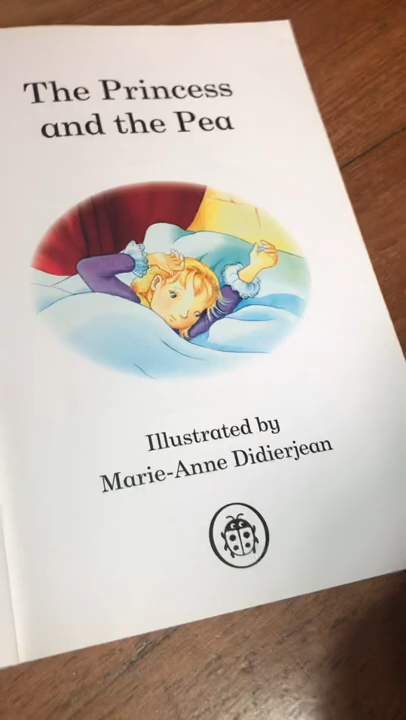 The Princess
and the Pea
Illustrated by
Marie-Anne Didierjean